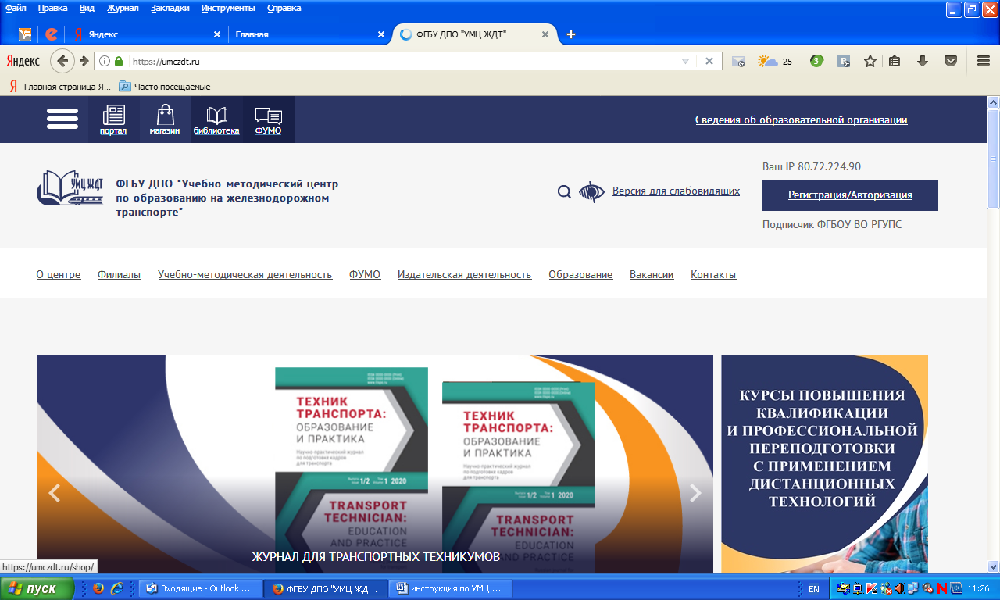 Файл Правка Вид Журнал Закладки Инструменты Справка
Яндекс
Главная
ФГБУ ДПО "УМЦ ЖДТ"
Яндекс
https://umczdt.ru
25
3
Главная страница Я...
Часто посещаемые
портал
магазин
библиотека
ФУМО
Сведения об образовательной организации
УМЦ ЖДТ
ФГБУ ДПО "Учебно-методический центр
по образованию на железнодорожном
транспорте"
Версия для слабовидящих
Ваш IP 80.72.224.90
Регистрация/Авторизация
Подписчик ФГБОУ ВО РГУПС
О центре Филиалы Учебно-методическая деятельность ФУМО Издательская деятельность Образование Вакансии Контакты
ТЕХНИК
ТРАНСПОРТА:
ОБРАЗОВАНИЕ
И ПРАКТИКА
Научно-практический журнал
по подготовке кадров
для транспорта
1/2
1 2020
TRANSPORT
TECHNICIAN:
EDUCATION
AND PRACTICE
ТЕХНИК
ТРАНСПОРТА:
ОБРАЗОВАНИЕ
И ПРАКТИКА
Научно-практический журнал
по подготовке кадров
для транспорта
1/2
1 2020
TRANSPORT
TECHNICIAN:
EDUCATION
AND PRACTICE
ЖУРНАЛ ДЛЯ ТРАНСПОРТНЫХ ТЕХНИКУМОВ
КУРСЫ ПОВЫШЕНИЯ
КВАЛИФИКАЦИИ
И ПРОФЕССИОНАЛЬНОЙ
ПЕРЕПОДГОТОВКИ
С ПРИМЕНЕНИЕМ
ДИСТАНЦИОННЫХ
ТЕХНОЛОГИЙ
https://umczdt.ru/shop/
пуск
Входящие - Outlook ...
ФГБУ ДПО "УМЦ ЖД...
инструкция по УМЦ ...
EN
11:26